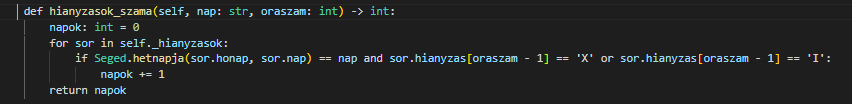 def hianyzasok_szama(self, nap: str, oraszam: int) -> int:
    napok: int = 0
    for sor in self._hianyzasok:
        if Seged.hetnapja(sor.honap, sor.nap) == nap and sor.hianyzas[oraszam - 1] == 'X' or sor.hianyzas[oraszam - 1] == 'I':
            napok += 1
    return napok